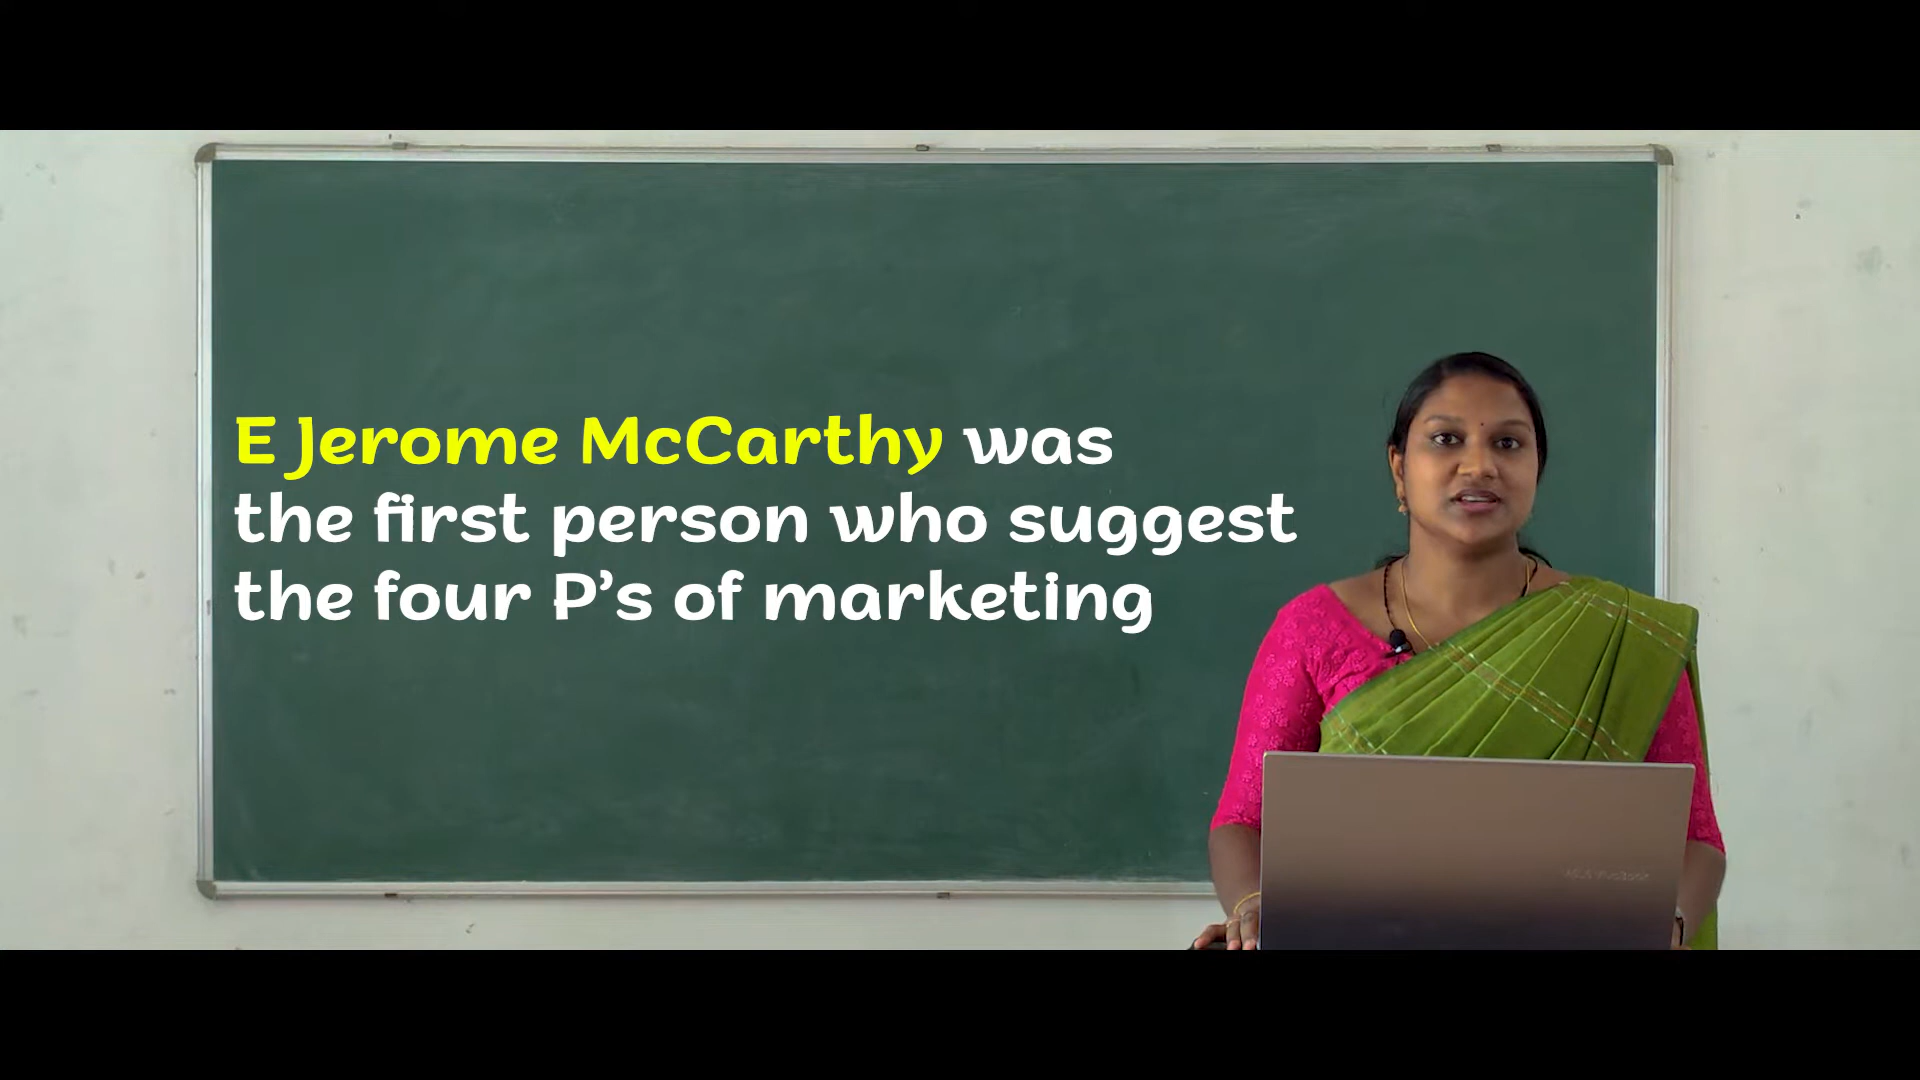 E Jerome McCarthy was
the first person who suggest
the four P's of marketing